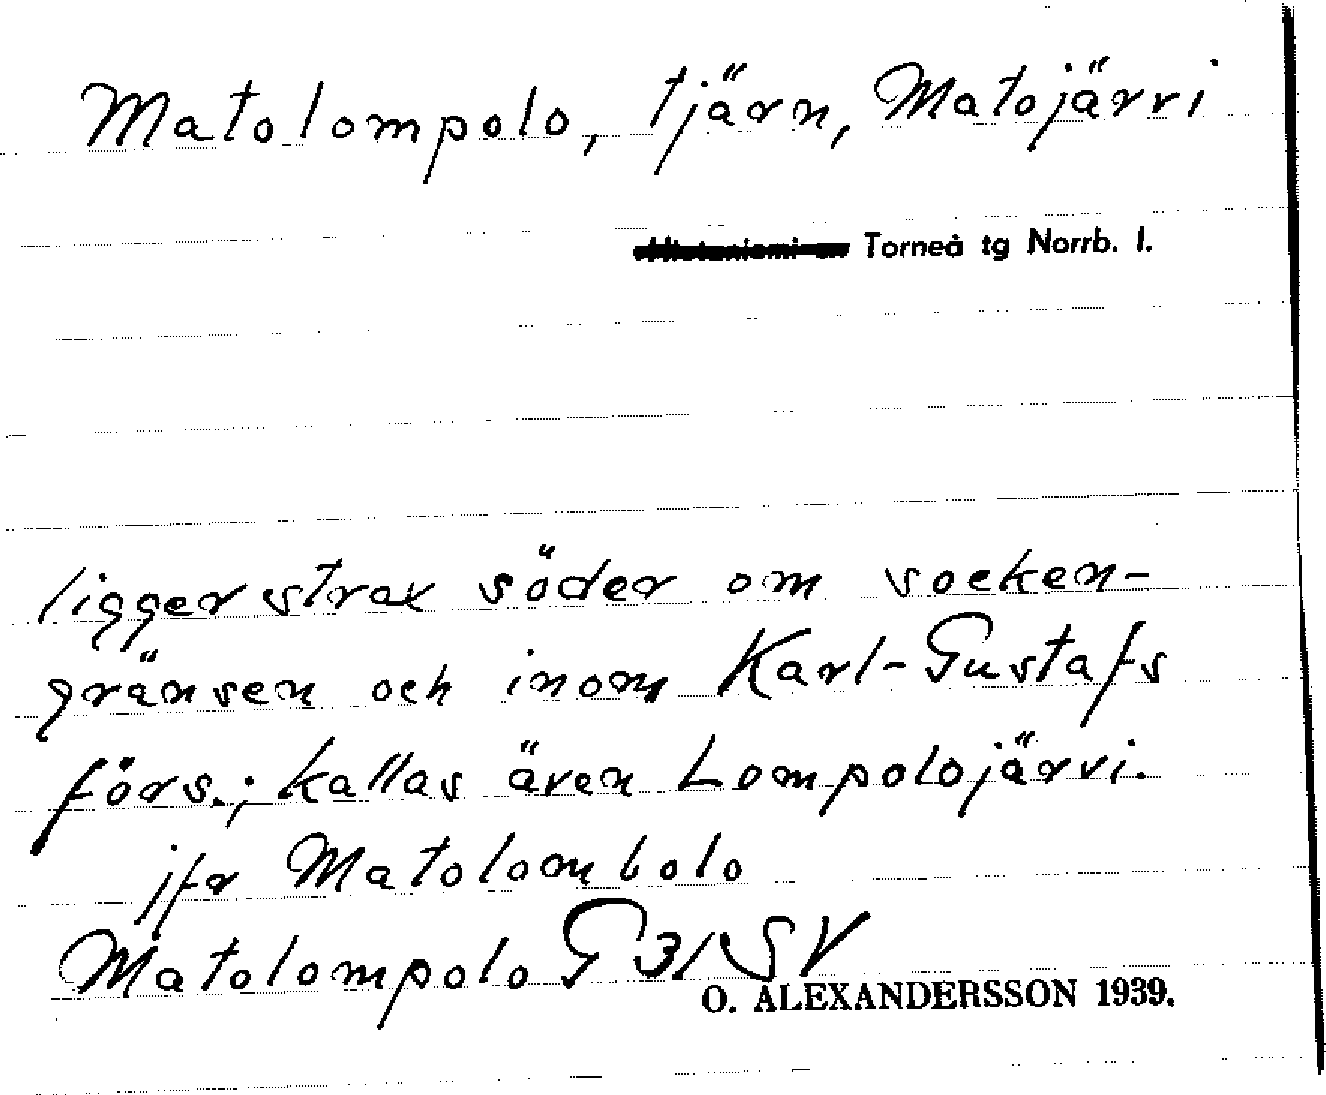 Matolompolo, tjärn, Matojärvi
Torneå tg Norrb. l.
ligger strax söder om socken-
gränsen och inom Karl-Gustafs
förs.; kallas även Lompolojärvi.
jfr Matoloombolo
Matolompolo G 31 SV
O. ALEXANDERSSON 1939.